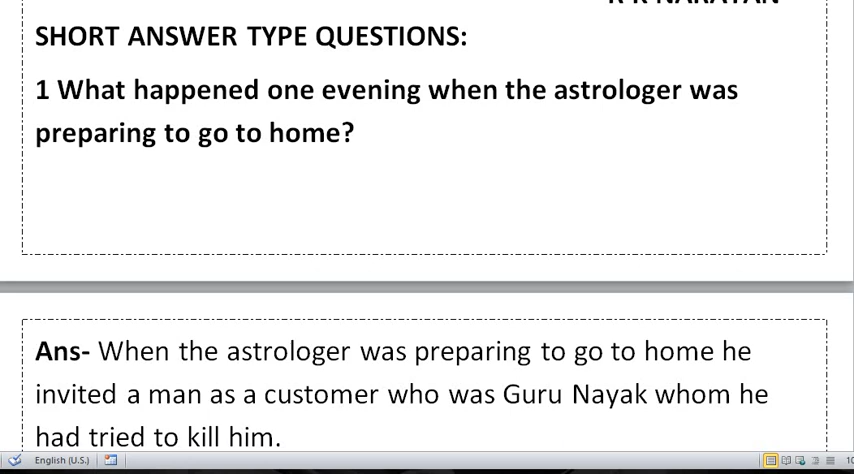 R K NARAYAN
SHORT ANSWER TYPE QUESTIONS:
1 What happened one evening when the astrologer was
preparing to go to home?
Ans- When the astrologer was preparing to go to home he
invited a man as a customer who was Guru Nayak whom he
had tried to kill him.
English (U.S.)
10